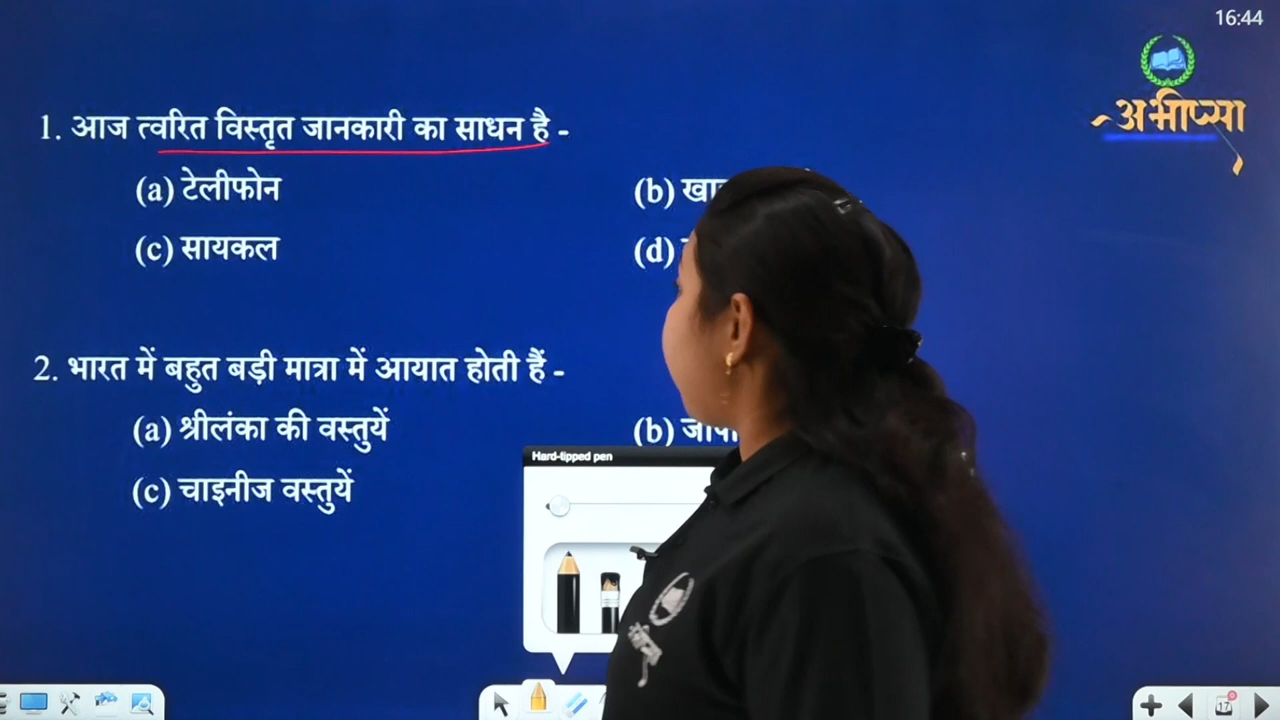 16:44
अभीप्सा
1. आज त्वरित विस्तृत जानकारी का साधन है -
(a) टेलीफोन
(b)
(c) सायकल
(d)
2. भारत में बहुत बड़ी मात्रा में आयात होती हैं -
(a) श्रीलंका की वस्तुयें
(b)
(c) चाइनीज वस्तुयें
Hard-tipped pen
17